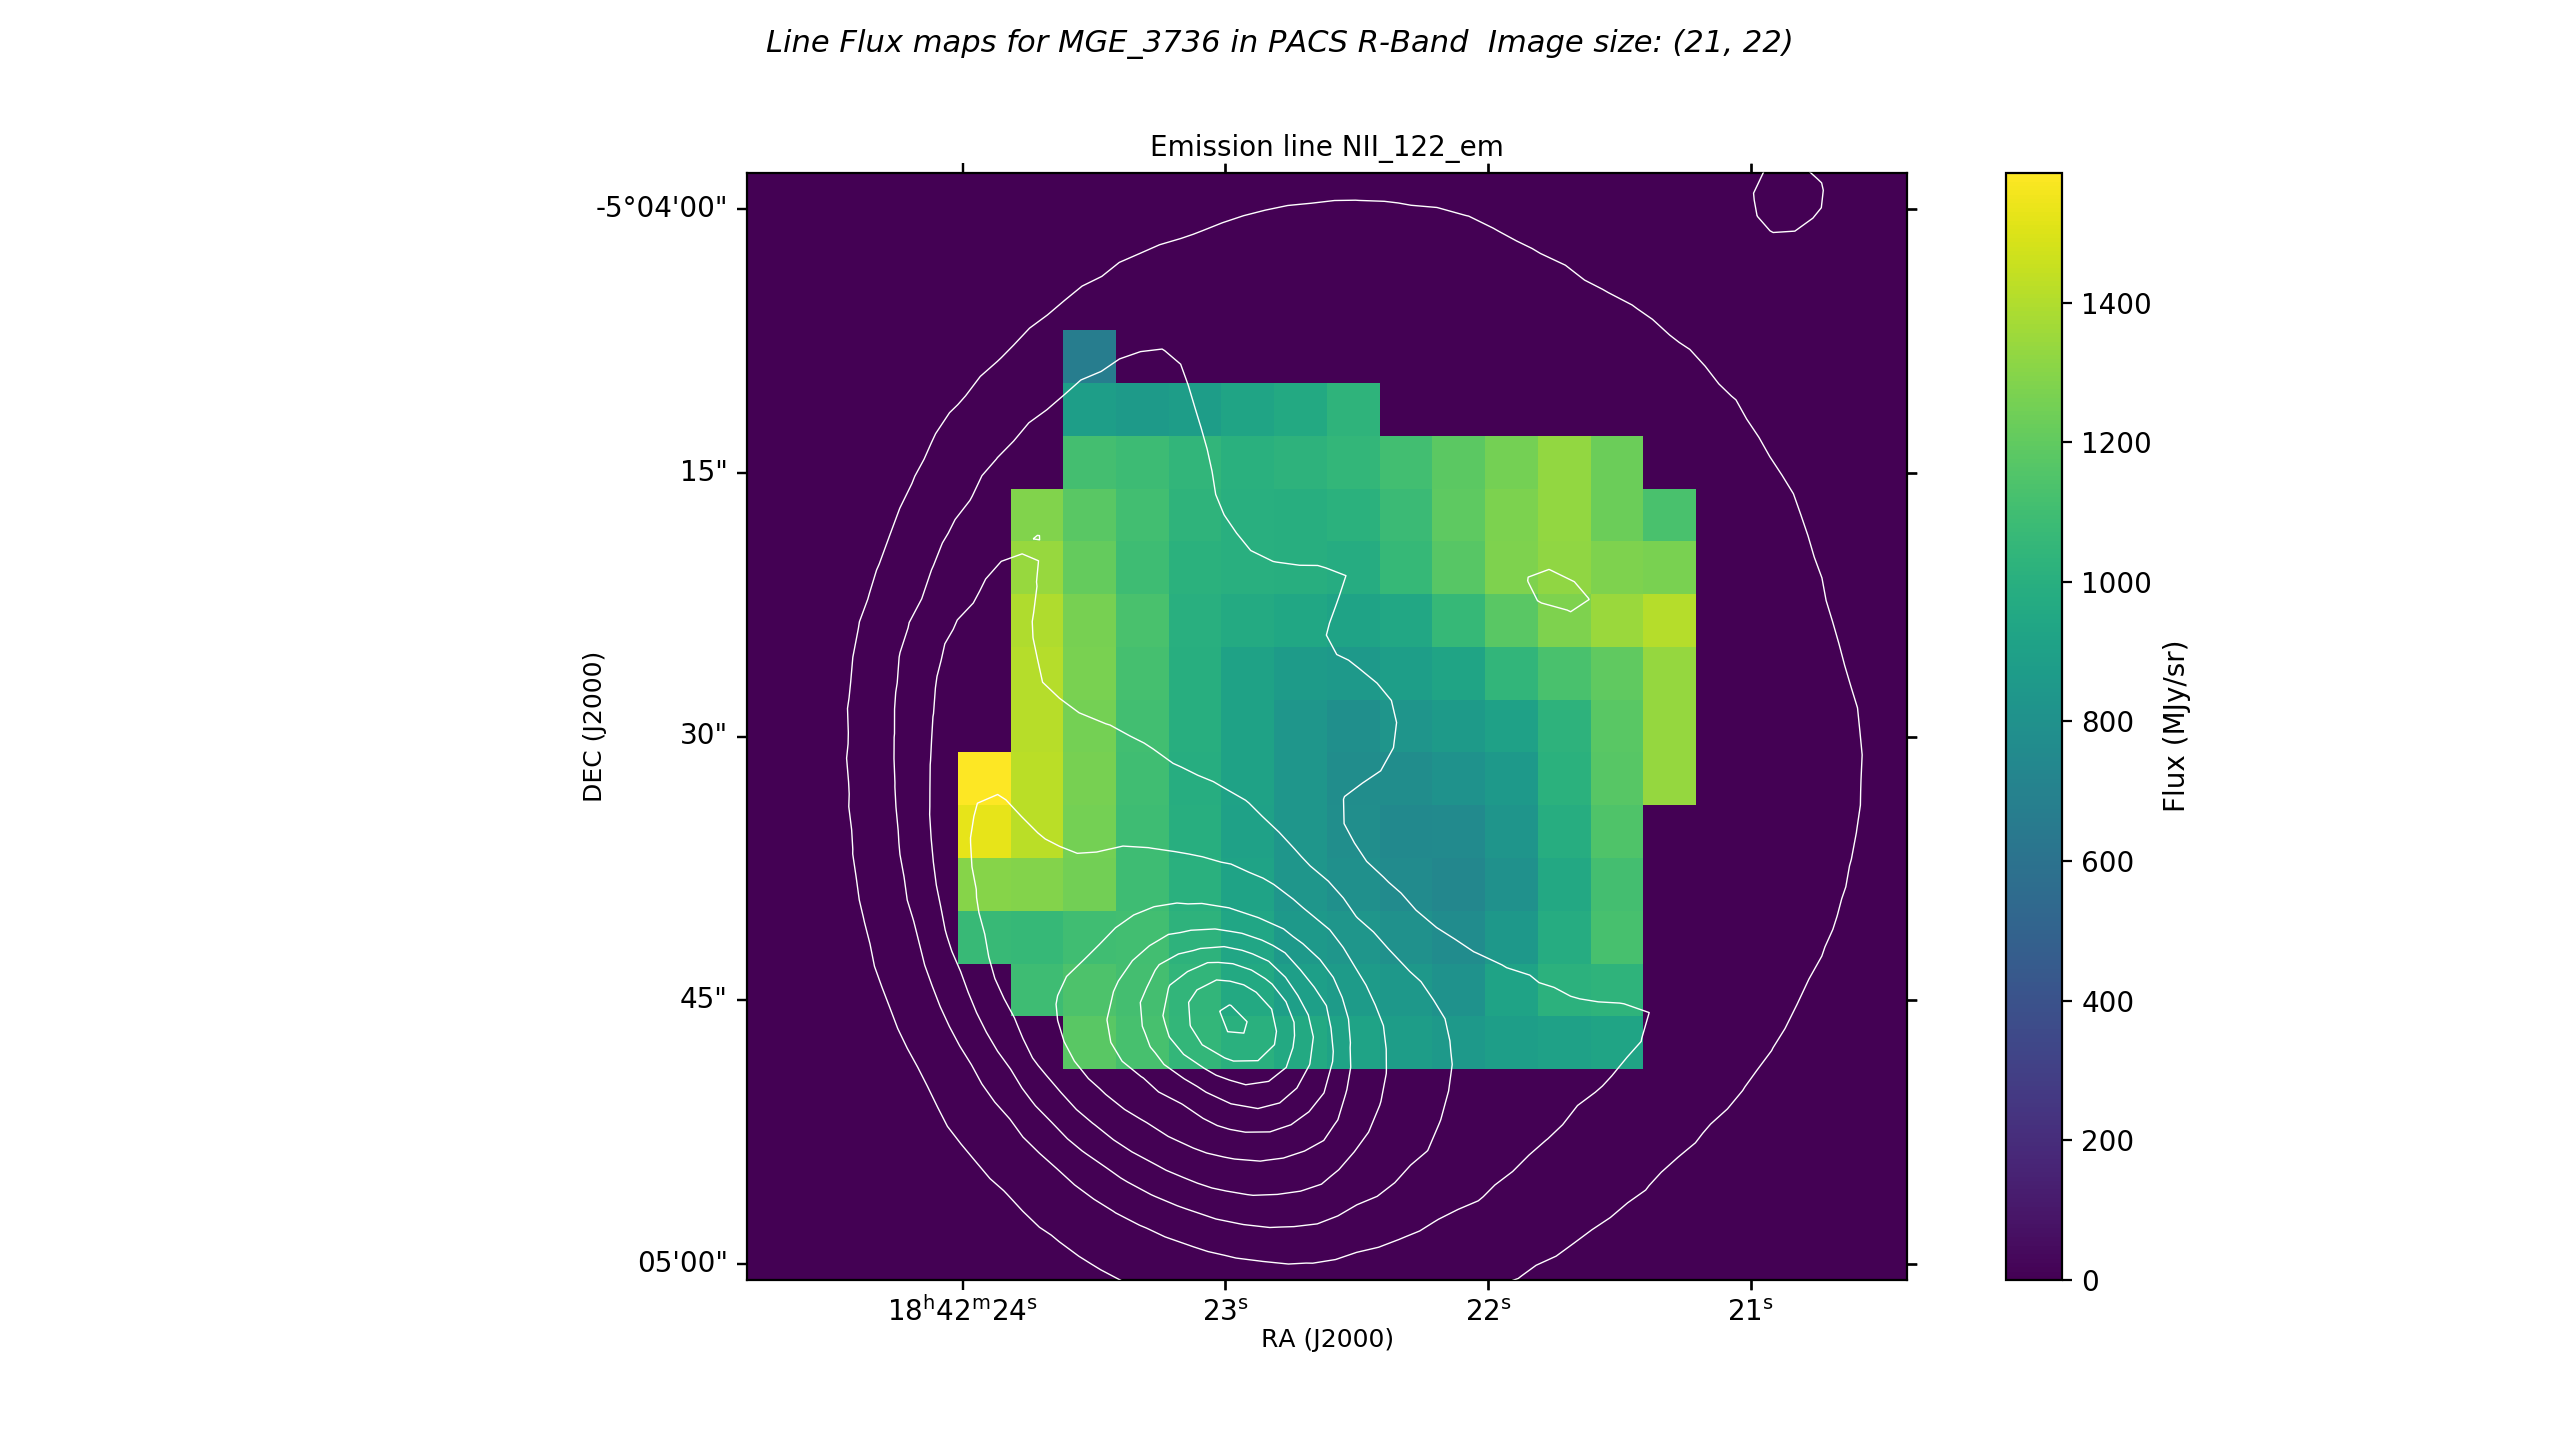 Line Flux maps for MGE_3736 in PACS R-Band  Image size: (21, 22)
Emission line NII_122_em
-5°04'00"
15"
30"
45"
05'00"
DEC (J2000)
18ʰ42ᵐ24ˢ
23ˢ
22ˢ
21ˢ
RA (J2000)
1400
1200
1000
800
600
400
200
0
Flux (MJy/sr)